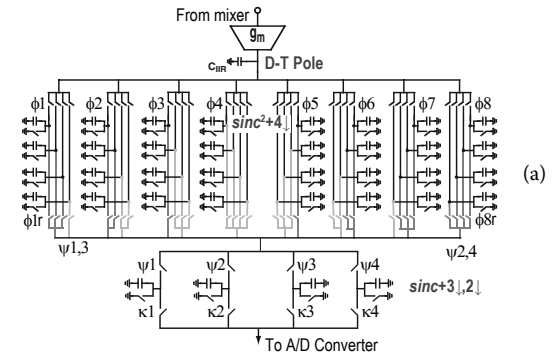 From mixer
gm
CIIR
D-T Pole
ϕ1 ϕ2 ϕ3 ϕ4 ϕ5 ϕ6 ϕ7 ϕ8
sinc²+4↓
(a)
ϕ1r ϕ8r
ψ1,3 ψ2,4
ψ1 ψ2 ψ3 ψ4
sinc+3↓,2↓
κ1 κ2 κ3 κ4
To A/D Converter